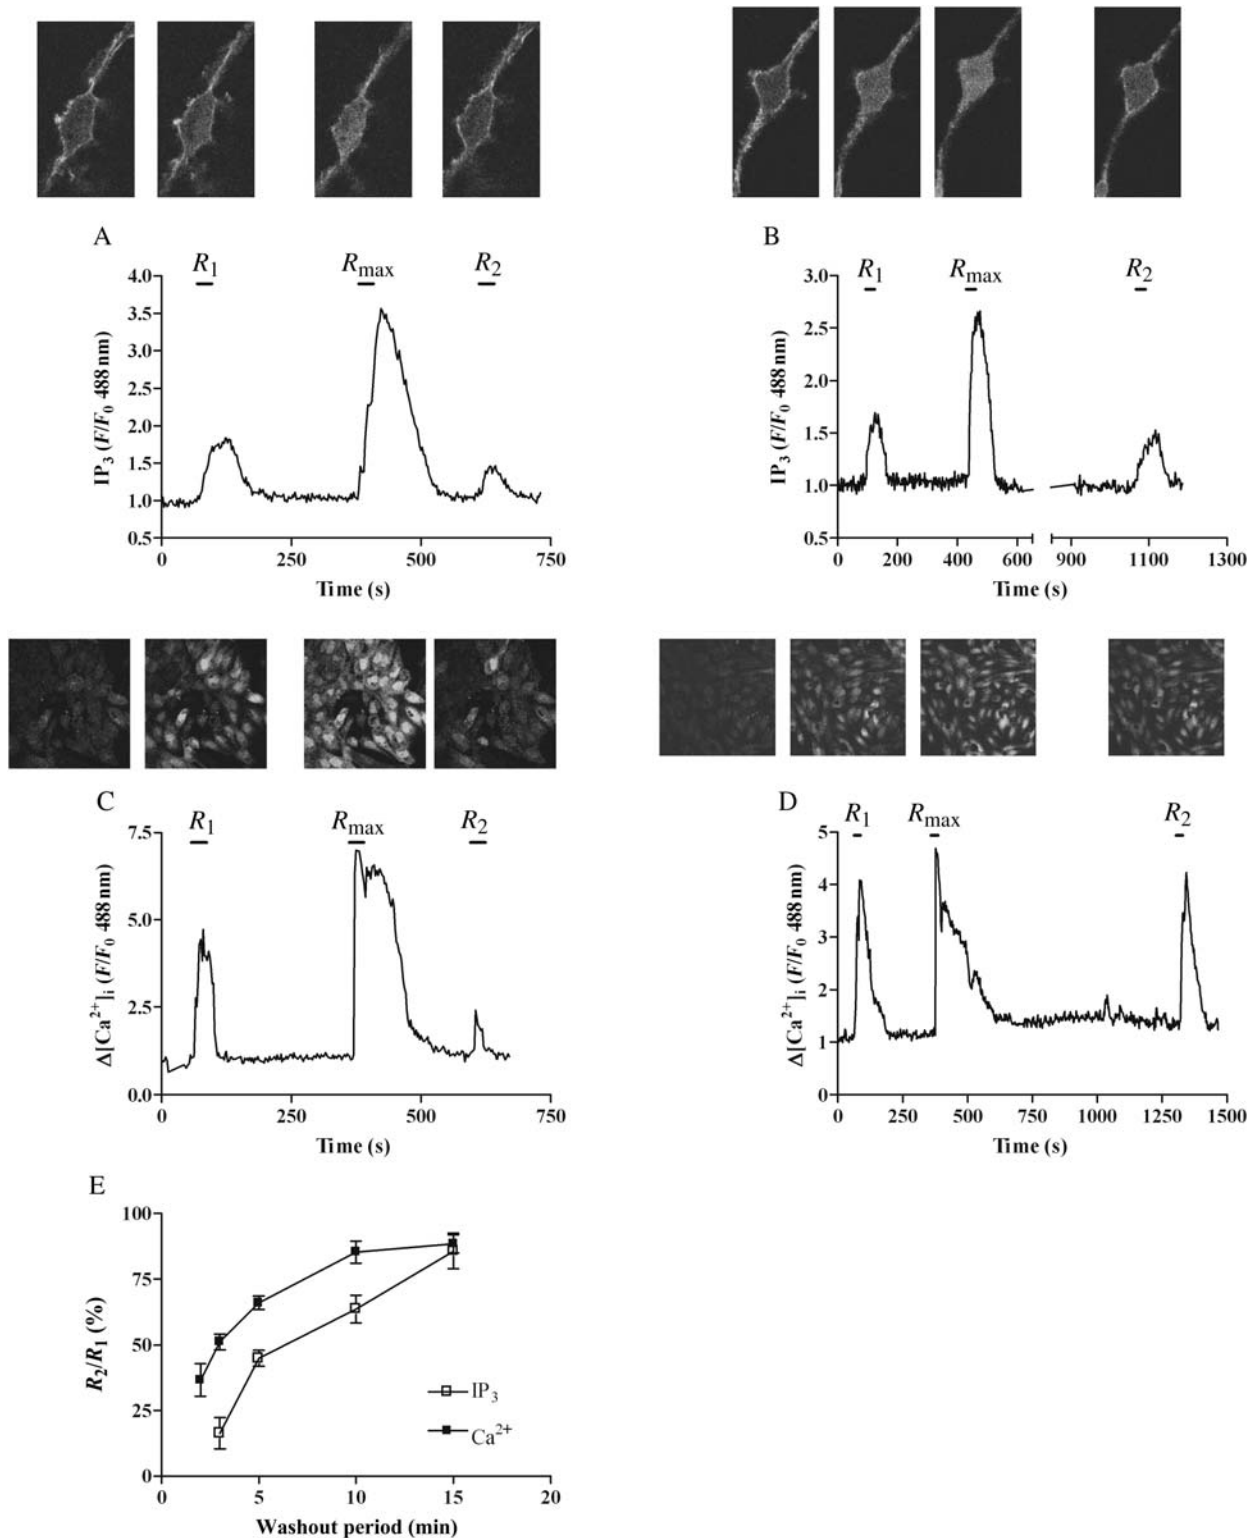 A
R1 Rmax R2
4.0
3.5
3.0
2.5
2.0
1.5
1.0
0.5
IP3 (F/F0 488 nm)
0 250 500 750
Time (s)
B
R1 Rmax R2
3.0
2.5
2.0
1.5
1.0
0.5
IP3 (F/F0 488 nm)
0 200 400 600 900 1100 1300
Time (s)
C
R1 Rmax R2
7.5
5.0
2.5
0.0
Δ[Ca2+]i (F/F0 488 nm)
0 250 500 750
Time (s)
D
R1 Rmax R2
5
4
3
2
1
0
Δ[Ca2+]i (F/F0 488 nm)
0 250 500 750 1000 1250 1500
Time (s)
E
100
75
50
25
0
R2/R1 (%)
IP3
Ca2+
0 5 10 15 20
Washout period (min)